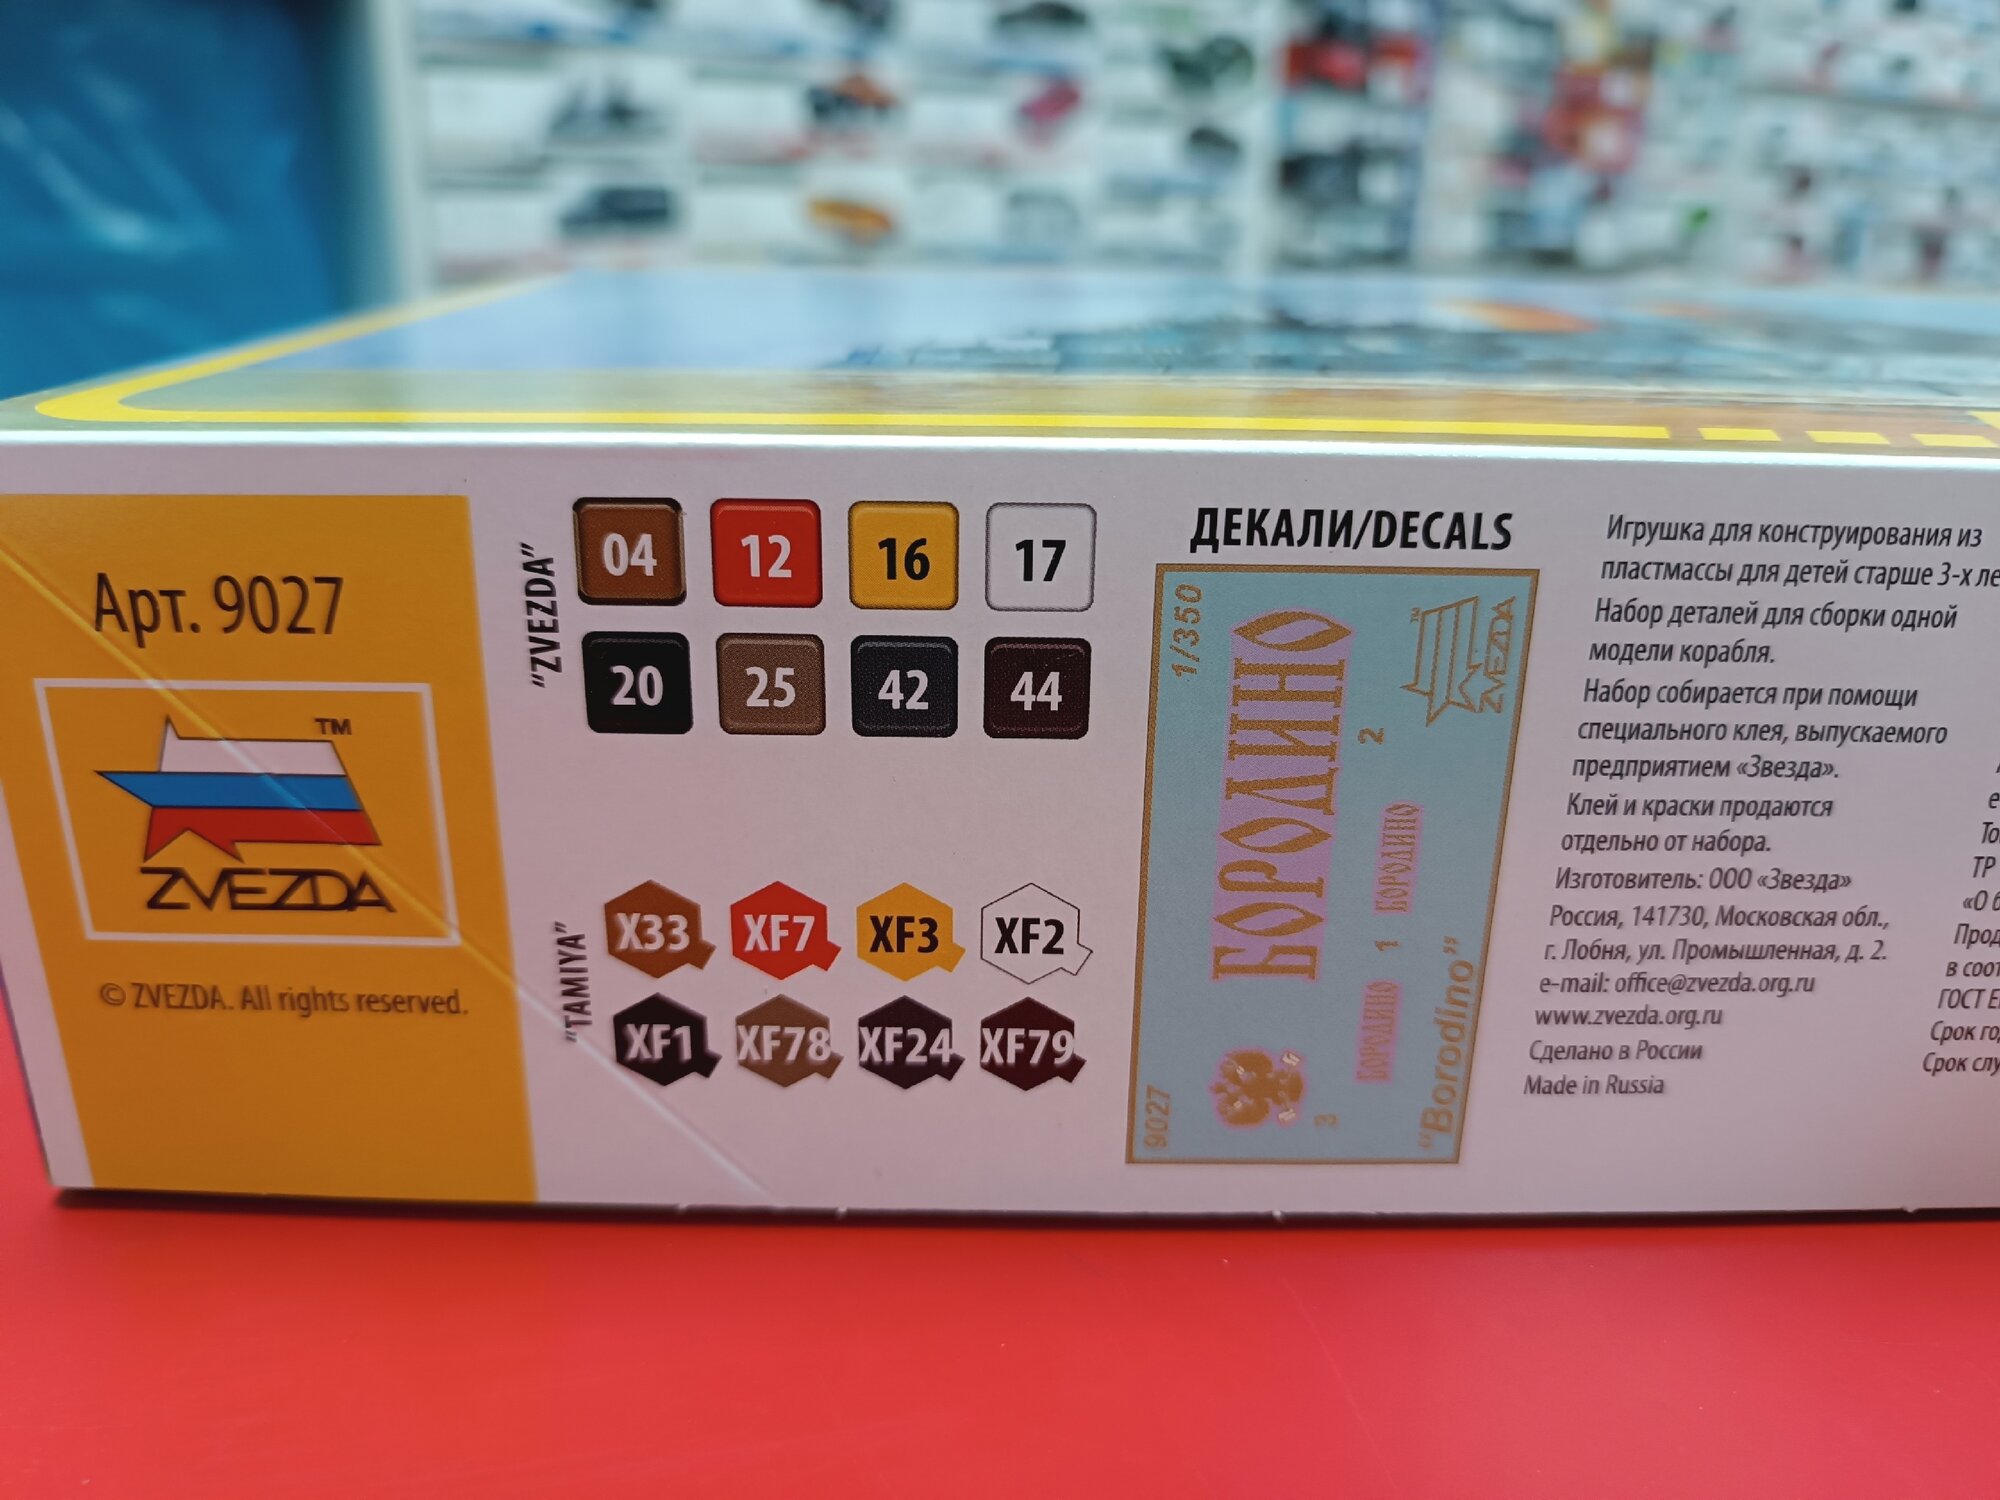 Арт. 9027
TM
ZVEZDA
© ZVEZDA. All rights reserved.
"ZVEZDA"
04 12 16 17
20 25 42 44
"TAMIYA"
X33 XF7 XF3 XF2
XF1 XF78 XF24 XF79
ДЕКАЛИ/DECALS
1/350
БОРОДИНО
ZVEZDA
2
БОРОДИНО
1
БОРОДИНО
3
9027
"Borodino"
Игрушка для конструирования из
пластмассы для детей старше 3-х
Набор деталей для сборки одной
модели корабля.
Набор собирается при помощи
специального клея, выпускаемого
предприятием «Звезда».
Клей и краски продаются
отдельно от набора.
Изготовитель: ООО «Звезда»
Россия, 141730, Московская обл.,
г. Лобня, ул. Промышленная, д. 2.
e-mail: office@zvezda.org.ru
www.zvezda.org.ru
Сделано в России
Made in Russia
ТР
в
ГОСТ
Срок
Срок